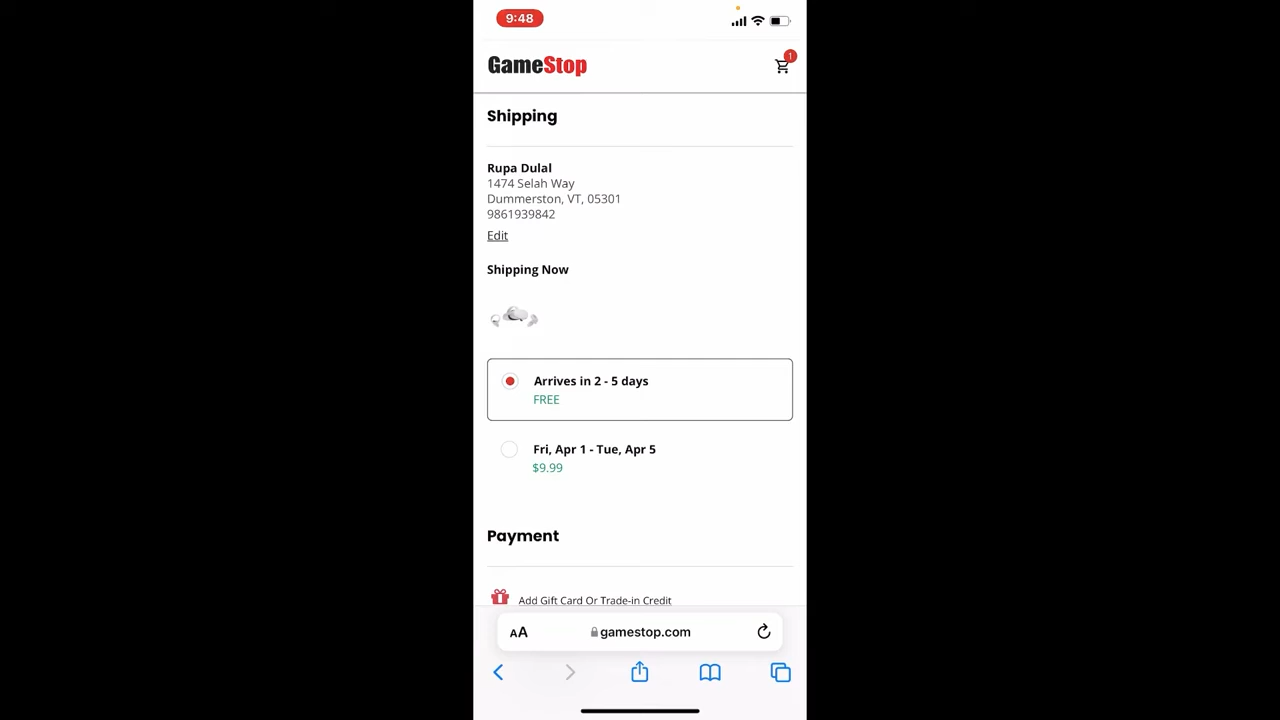 9:48
GameStop
1
Shipping
Rupa Dulal
1474 Selah Way
Dummerston, VT, 05301
9861939842
Edit
Shipping Now
Arrives in 2 - 5 days
FREE
Fri, Apr 1 - Tue, Apr 5
$9.99
Payment
Add Gift Card Or Trade-in Credit
AA gamestop.com